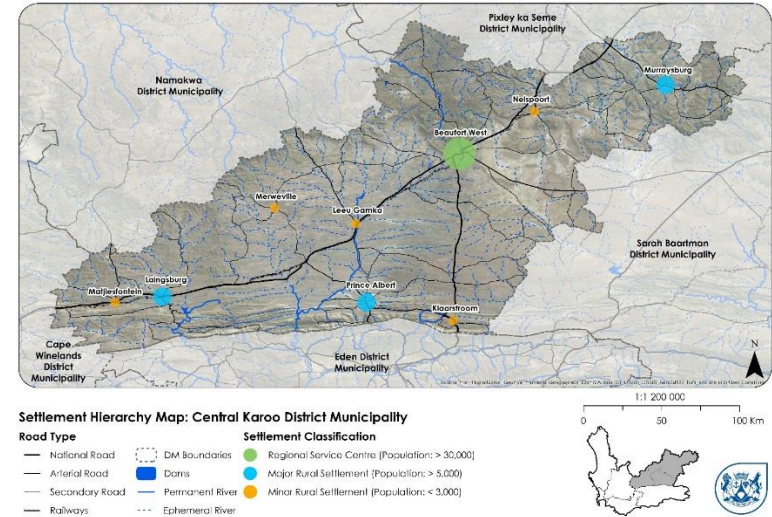 Pixley ka Seme
District Municipality
Namakwa
District Municipality
Murraysburg
Nelspoort
Beaufort West
Merweville
Leeu Gamka
Sarah Baartman
District Municipality
Laingsburg
Matjiesfontein
Prince Albert
Klaarstroom
Cape
Winelands
District
Municipality
Eden District
Municipality
N
1:1 200 000
0 50 100 Km
Settlement Hierarchy Map: Central Karoo District Municipality
Road Type
Settlement Classification
National Road
DM Boundaries
Regional Service Centre (Population: > 30,000)
Arterial Road
Dams
Major Rural Settlement (Population: > 5,000)
Secondary Road
Permanent River
Minor Rural Settlement (Population: < 3,000)
Railways
Ephemeral River